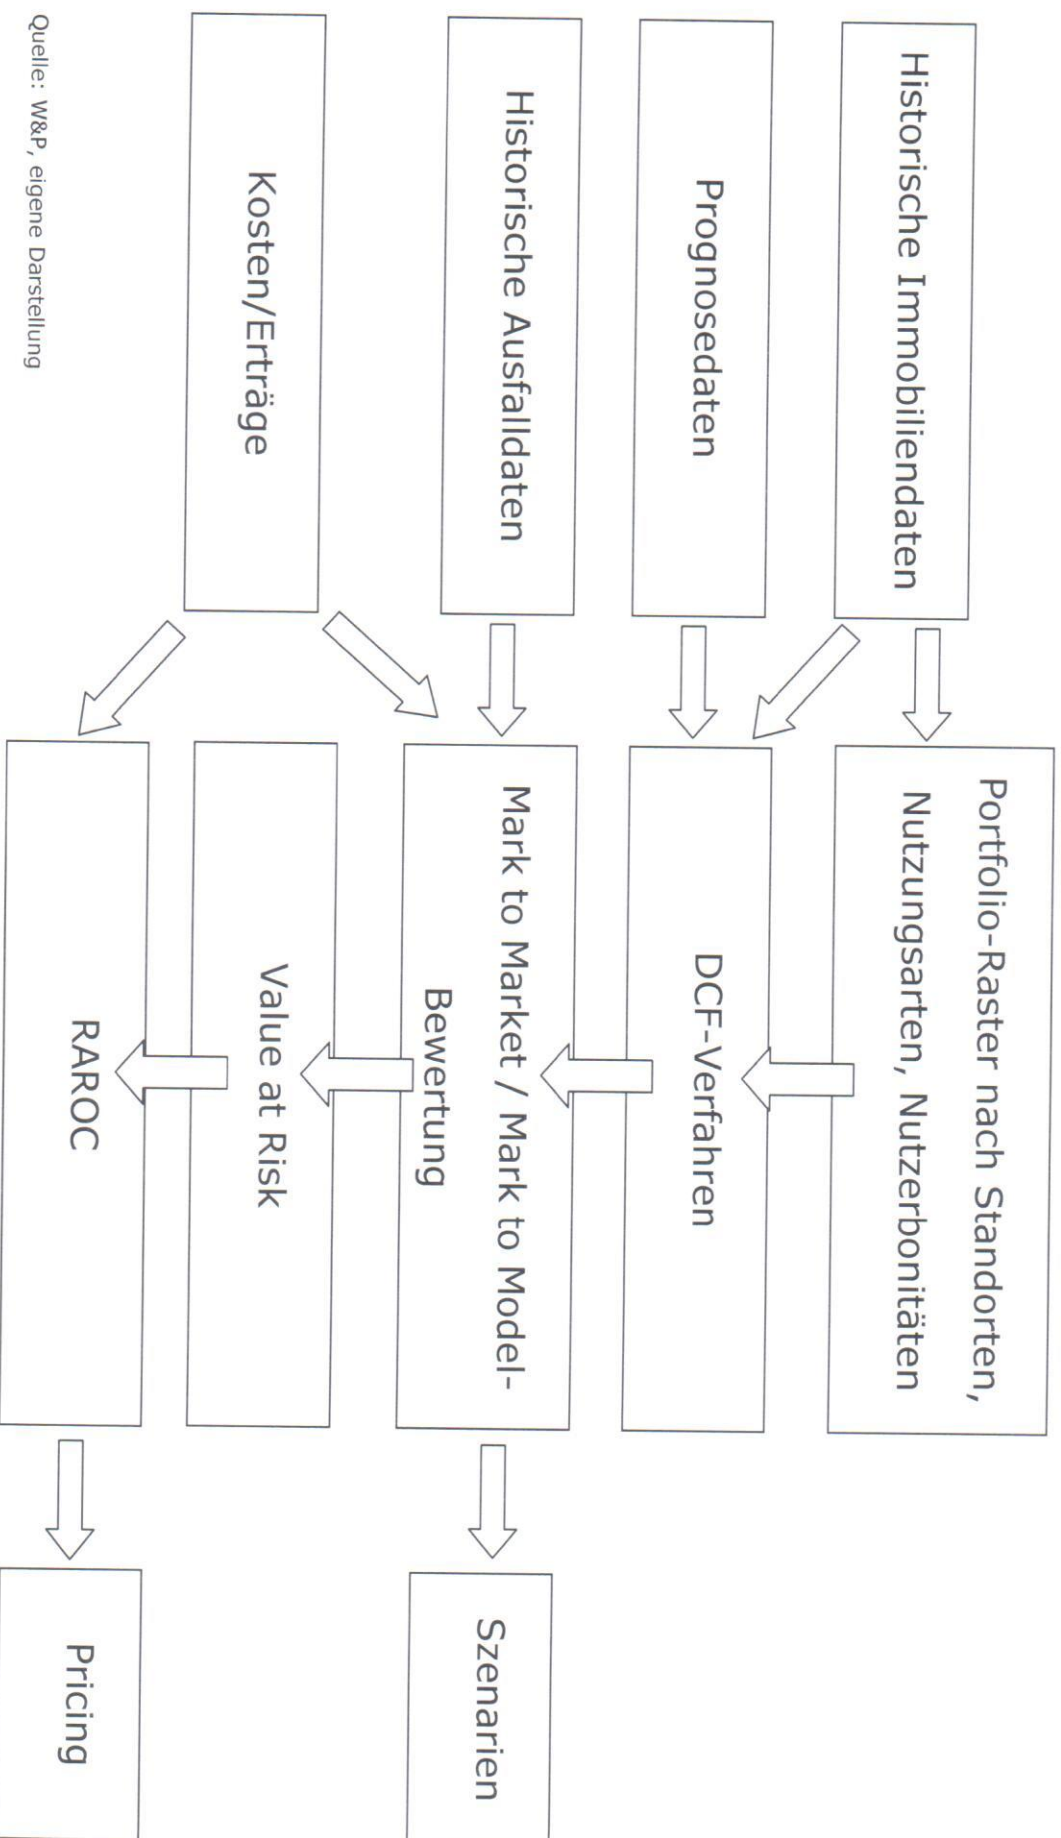 Historische Immobiliendaten
Portfolio-Raster nach Standorten,
Nutzungsarten, Nutzerbonitäten
Prognosedaten
DCF-Verfahren
Historische Ausfalldaten
Mark to Market / Mark to Model-
Bewertung
Szenarien
Value at Risk
Kosten/Erträge
RAROC
Pricing
Quelle: W&P, eigene Darstellung